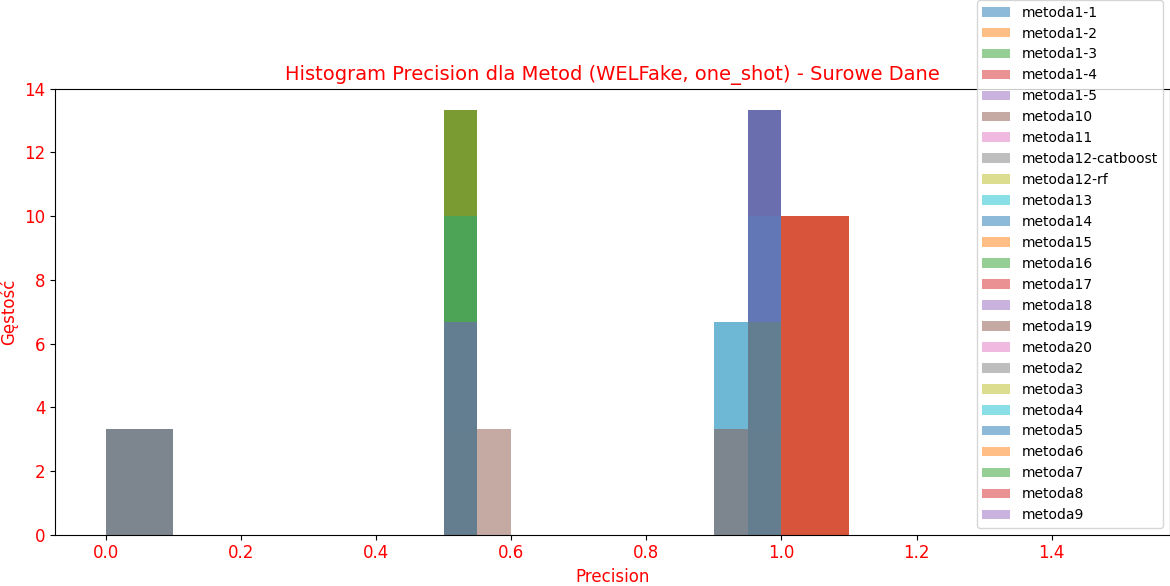 Histogram Precision dla Metod (WELFake, one_shot) - Surowe Dane
Gęstość
14
12
10
8
6
4
2
0
0.0
0.2
0.4
0.6
0.8
1.0
1.2
1.4
Precision
metoda1-1
metoda1-2
metoda1-3
metoda1-4
metoda1-5
metoda10
metoda11
metoda12-catboost
metoda12-rf
metoda13
metoda14
metoda15
metoda16
metoda17
metoda18
metoda19
metoda20
metoda2
metoda3
metoda4
metoda5
metoda6
metoda7
metoda8
metoda9